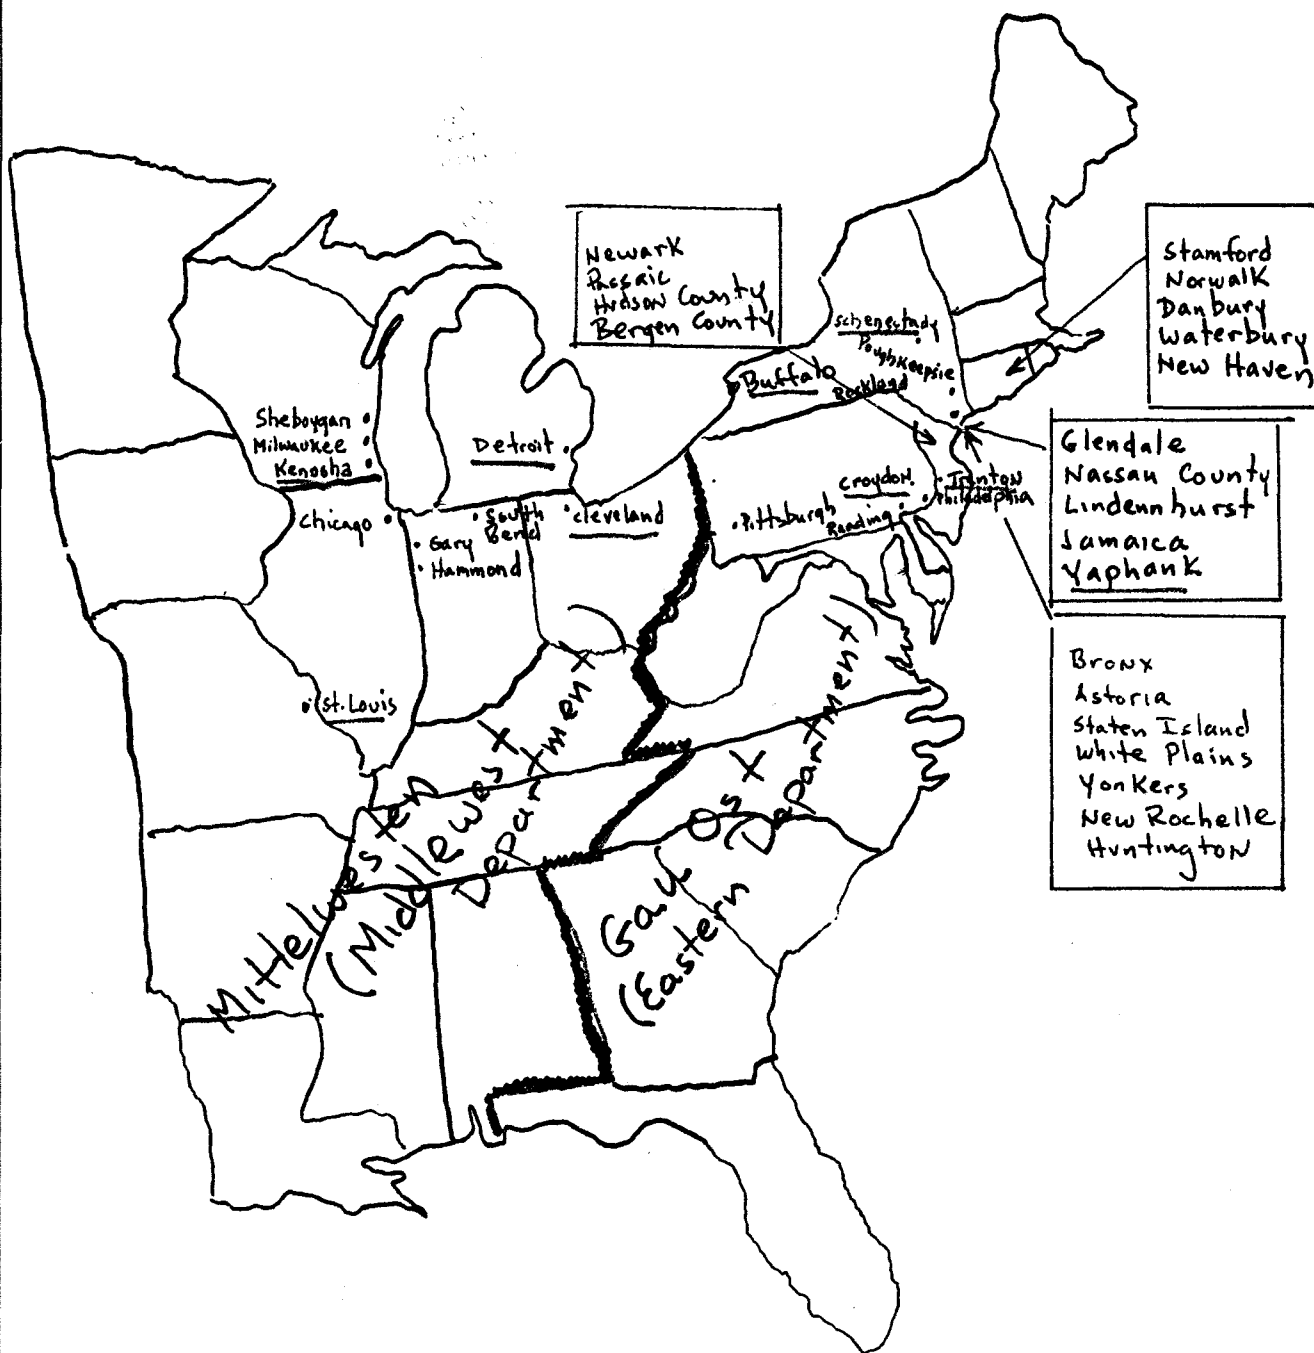 Newark
Passaic
Hudson County
Bergen County
Stamford
Norwalk
Danbury
Waterbury
New Haven
Schenectady
Poughkeepsie
Buffalo
Rockland
Sheboygan
Milwaukee
Kenosha
Detroit
Chicago
South
Bend
Cleveland
Gary
Hammond
Croydon
Trenton
Philadelphia
Pittsburgh
Reading
Glendale
Nassau County
Lindennhurst
Jamaica
Yaphank
St. Louis
Bronx
Astoria
Staten Island
White Plains
Yonkers
New Rochelle
Huntington
Mittelwesten
(Middlewest
Department)
Gau Ost
(Eastern Department)